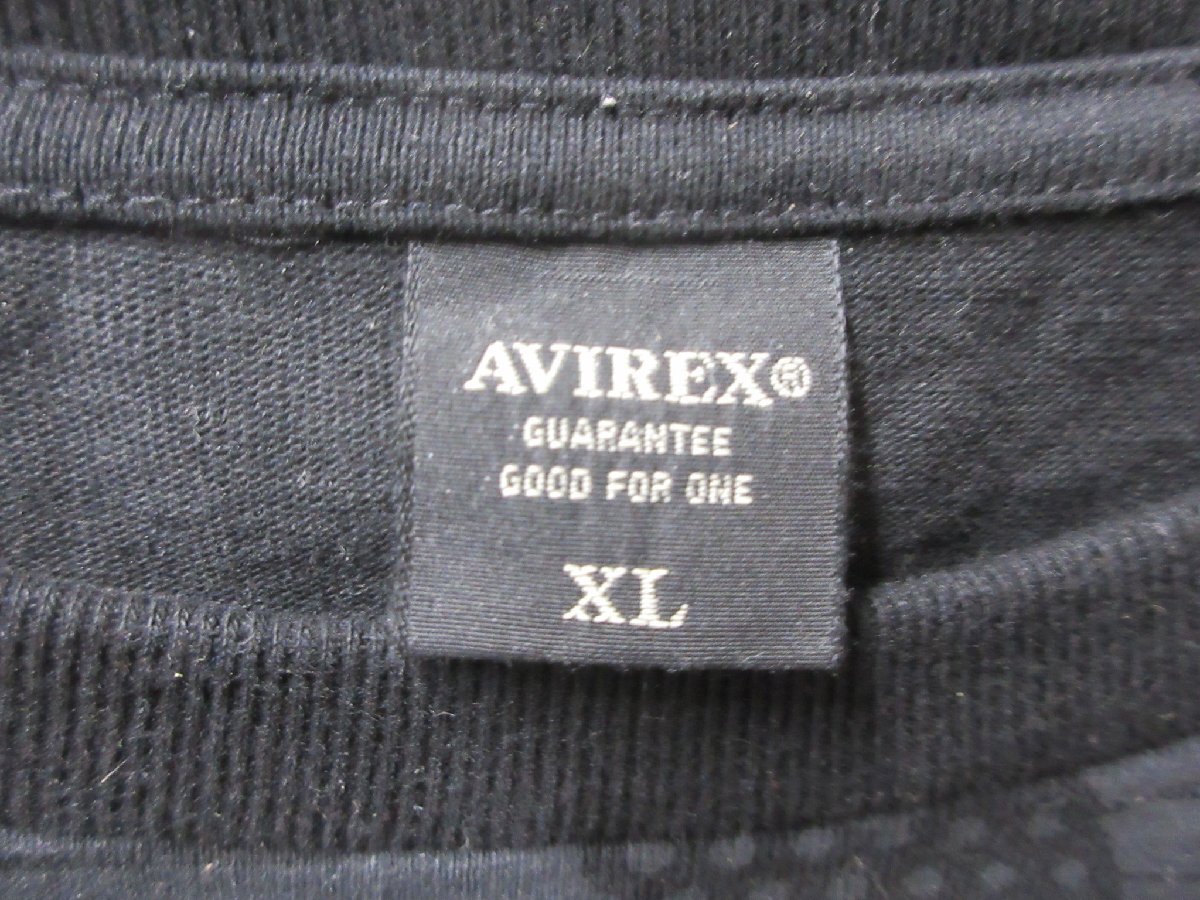 AVIREX®
GUARANTEE
GOOD FOR ONE
XL